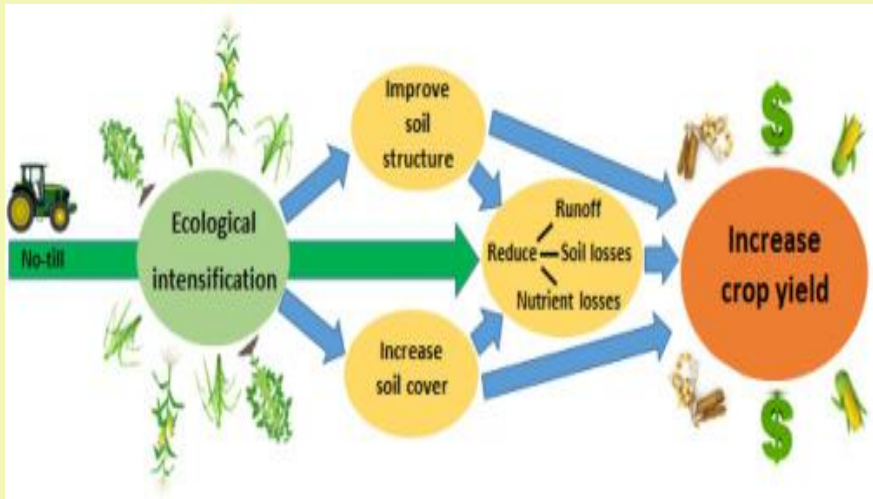 No-till
Ecological
intensification
Improve
soil
structure
Increase
soil cover
Runoff
Reduce Soil losses
Nutrient losses
Increase
crop yield
$
$